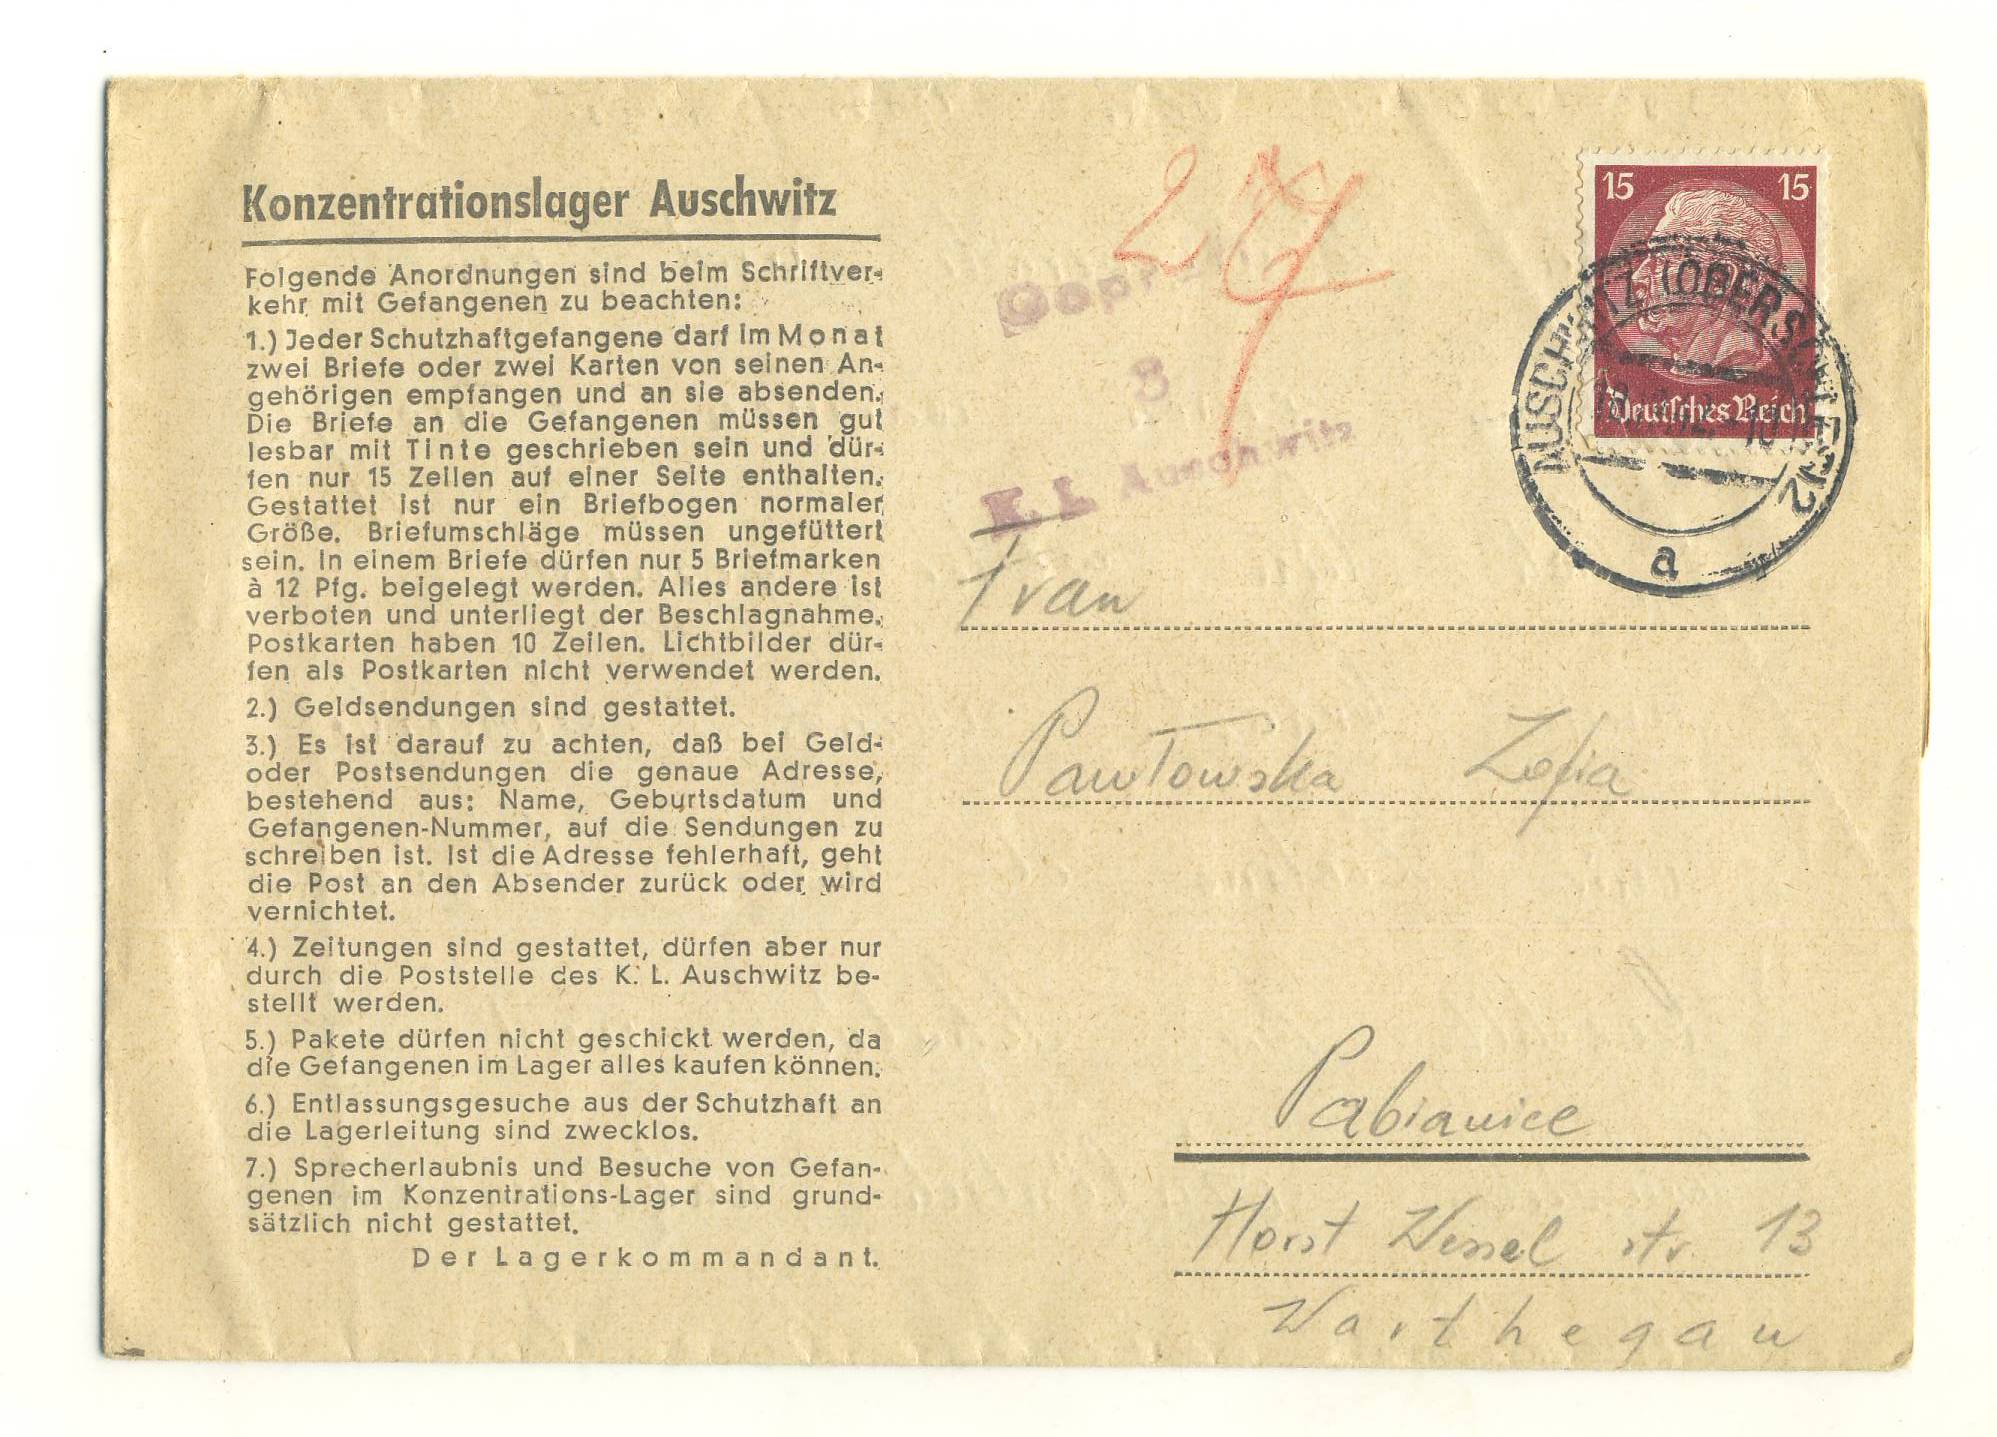 Konzentrationslager Auschwitz
Folgende Anordnungen sind beim Schriftver-
kehr mit Gefangenen zu beachten:
1.) Jeder Schutzhaftgefangene darf im Monat
zwei Briefe oder zwei Karten von seinen An-
gehörigen empfangen und an sie absenden.
Die Briefe an die Gefangenen müssen gut
lesbar mit Tinte geschrieben sein und dür-
fen nur 15 Zeilen auf einer Seite enthalten.
Gestattet ist nur ein Briefbogen normaler
Größe. Briefumschläge müssen ungefüttert
sein. In einem Briefe dürfen nur 5 Briefmarken
à 12 Pfg. beigelegt werden. Alles andere ist
verboten und unterliegt der Beschlagnahme.
Postkarten haben 10 Zeilen. Lichtbilder dür-
fen als Postkarten nicht verwendet werden.
2.) Geldsendungen sind gestattet.
3.) Es ist darauf zu achten, daß bei Geld-
oder Postsendungen die genaue Adresse,
bestehend aus: Name, Geburtsdatum und
Gefangenen-Nummer, auf die Sendungen zu
schreiben ist. Ist die Adresse fehlerhaft, geht
die Post an den Absender zurück oder wird
vernichtet.
4.) Zeitungen sind gestattet, dürfen aber nur
durch die Poststelle des K. L. Auschwitz be-
stellt werden.
5.) Pakete dürfen nicht geschickt werden, da
die Gefangenen im Lager alles kaufen können.
6.) Entlassungsgesuche aus der Schutzhaft an
die Lagerleitung sind zwecklos.
7.) Sprecherlaubnis und Besuche von Gefan-
genen im Konzentrations-Lager sind grund-
sätzlich nicht gestattet.
Der Lagerkommandant.
8
K. L. Auschwitz
15 15
Deutsches Reich
AUSCHWITZ (OBERSCHLES)2
a
Frau
Pawłowska Zofia
Pabianice
Horst Wessel str 13
Warthegau